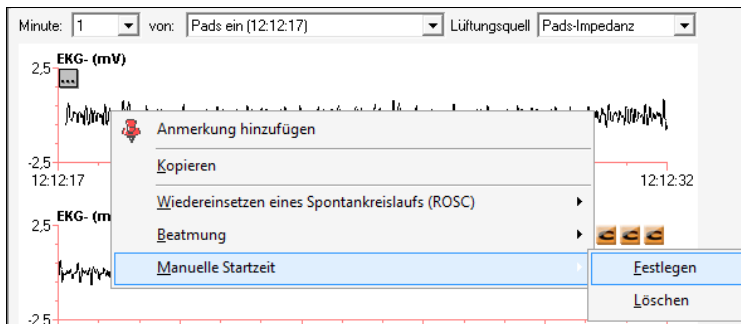 Minute: 1 von: Pads ein (12:12:17) Lüftungsquell Pads-Impedanz
EKG- (mV)
2,5
...
Anmerkung hinzufügen
-2,5
Kopieren
12:12:17 12:12:32
Wiedereinsetzen eines Spontankreislaufs (ROSC)
2,5 EKG- (m
Beatmung
Manuelle Startzeit Festlegen
Löschen
-2,5